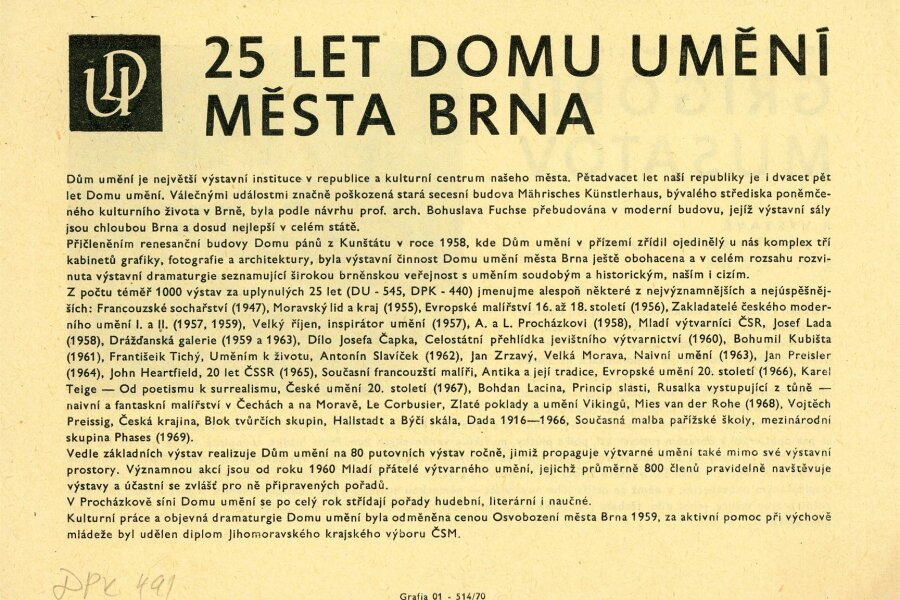 25 LET DOMU UMĚNÍ
MĚSTA BRNA
Dům umění je největší výstavní instituce v republice a kulturní centrum našeho města. Pětadvacet let naší republiky je i dvacet pět
let Domu umění. Válečnými událostmi značně poškozená stará secesní budova Mährisches Künstlerhaus, bývalého střediska poněmče-
ného kulturního života v Brně, byla podle návrhu prof. arch. Bohuslava Fuchse přebudována v moderní budovu, jejíž výstavní sály
jsou chloubou Brna a dosud nejlepší v celém státě.
Přičleněním renesanční budovy Domu pánů z Kunštátu v roce 1958, kde Dům umění v přízemí zřídil ojedinělý u nás komplex tří
kabinetů grafiky, fotografie a architektury, byla výstavní činnost Domu umění města Brna ještě obohacena a v celém rozsahu rozvi-
nuta výstavní dramaturgie seznamující širokou brněnskou veřejnost s uměním soudobým a historickým, naším i cizím.
Z počtu téměř 1000 výstav za uplynulých 25 let (DU - 545, DPK - 440) jmenujme alespoň některé z nejvýznamnějších a nejúspěšněj-
ších: Francouzské sochařství (1947), Moravský lid a kraj (1955), Evropské malířství 16. až 18. století (1956), Zakladatelé českého moder-
ního umění I. a II. (1957, 1959), Velký říjen, inspirátor umění (1957), A. a L. Procházkovi (1958), Mladí výtvarníci ČSR, Josef Lada
(1958), Drážďanská galerie (1959 a 1963), Dílo Josefa Čapka, Celostátní přehlídka jevištního výtvarnictví (1960), Bohumil Kubišta
(1961), Františeik Tichý, Uměním k životu, Antonín Slavíček (1962), Jan Zrzavý, Velká Morava, Naivní umění (1963), Jan Preisler
(1964), John Heartfield, 20 let ČSSR (1965), Současní francouzští malíři, Antika a její tradice, Evropské umění 20. století (1966), Karel
Teige — Od poetismu k surrealismu, České umění 20. století (1967), Bohdan Lacina, Princip slasti, Rusalka vystupující z tůně —
naivní a fantaskní malířství v Čechách a na Moravě, Le Corbusier, Zlaté poklady a umění Vikingů, Mies van der Rohe (1968), Vojtěch
Preissig, Česká krajina, Blok tvůrčích skupin, Hallstadt a Býčí skála, Dada 1916—1966, Současná malba pařížské školy, mezinárodní
skupina Phases (1969).
Vedle základních výstav realizuje Dům umění na 80 putovních výstav ročně, jimiž propaguje výtvarné umění také mimo své výstavní
prostory. Významnou akcí jsou od roku 1960 Mladí přátelé výtvarného umění, jejichž průměrně 800 členů pravidelně navštěvuje
výstavy a účastní se zvlášť pro ně připravených pořadů.
V Procházkově síni Domu umění se po celý rok střídají pořady hudební, literární i naučné.
Kulturní práce a objevná dramaturgie Domu umění byla odměněna cenou Osvobození města Brna 1959, za aktivní pomoc při výchově
mládeže byl udělen diplom Jihomoravského krajského výboru ČSM.
DPK 491
Grafia 01 - 514/70